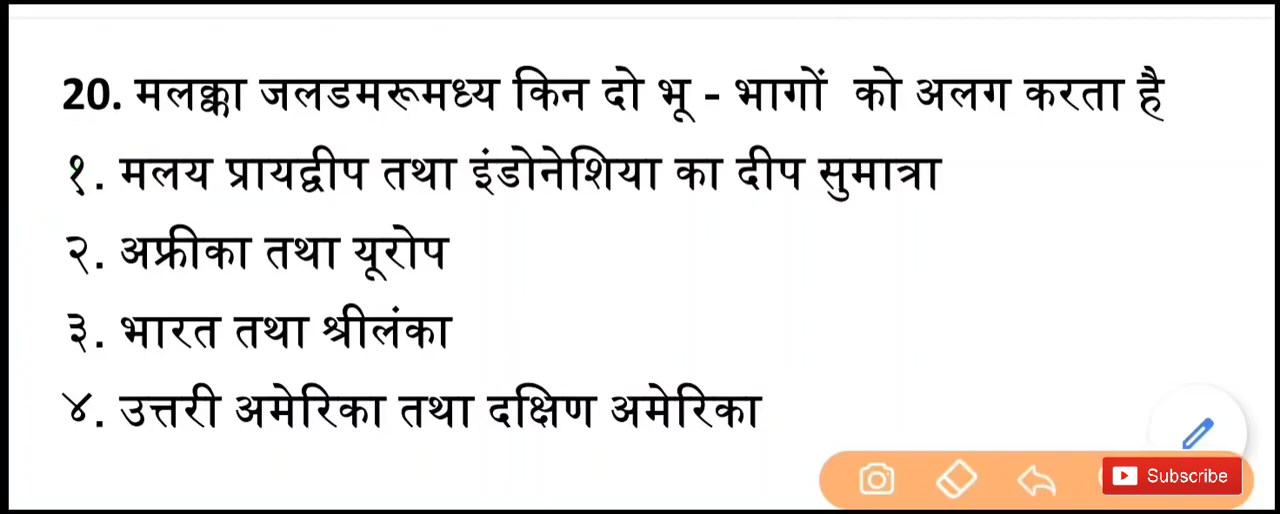 20. मलक्का जलडमरूमध्य किन दो भू - भागों को अलग करता है
१. मलय प्रायद्वीप तथा इंडोनेशिया का दीप सुमात्रा
२. अफ्रीका तथा यूरोप
३. भारत तथा श्रीलंका
४. उत्तरी अमेरिका तथा दक्षिण अमेरिका
Subscribe